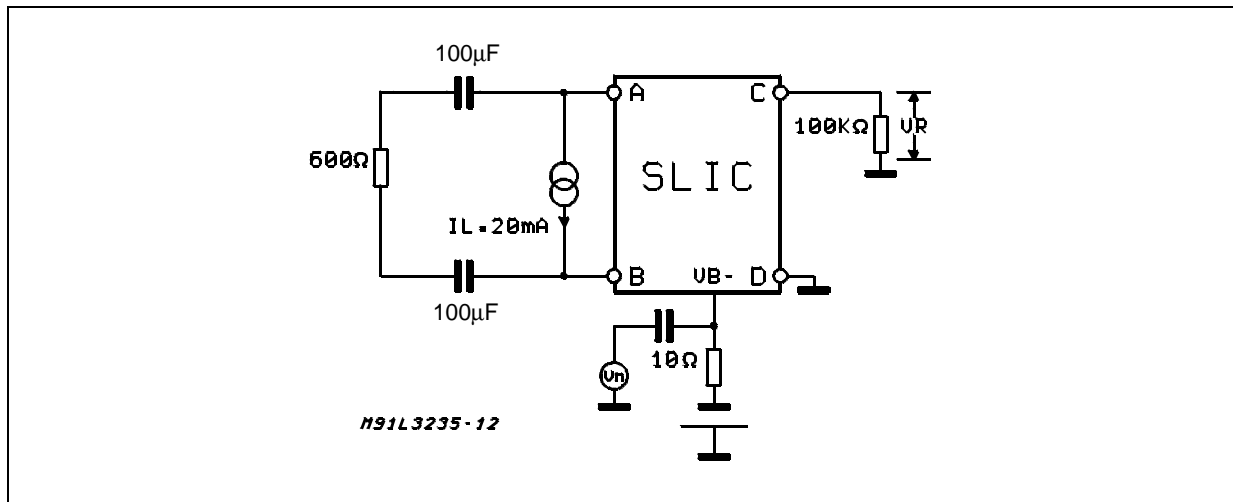 100μF
A
C
100KΩ
VR
600Ω
SLIC
IL=20mA
B
VB-
D
100μF
10Ω
Vn
M91L3235-12